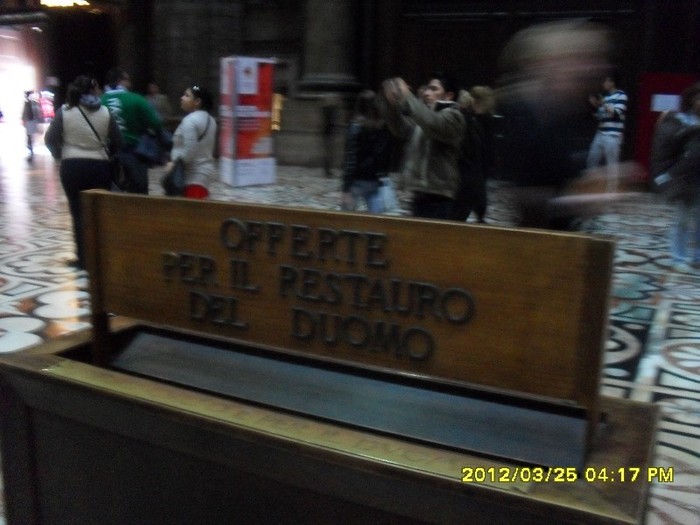 OFFERTE
PER IL RESTAURO
DEL DUOMO
2012/03/25 04:17 PM